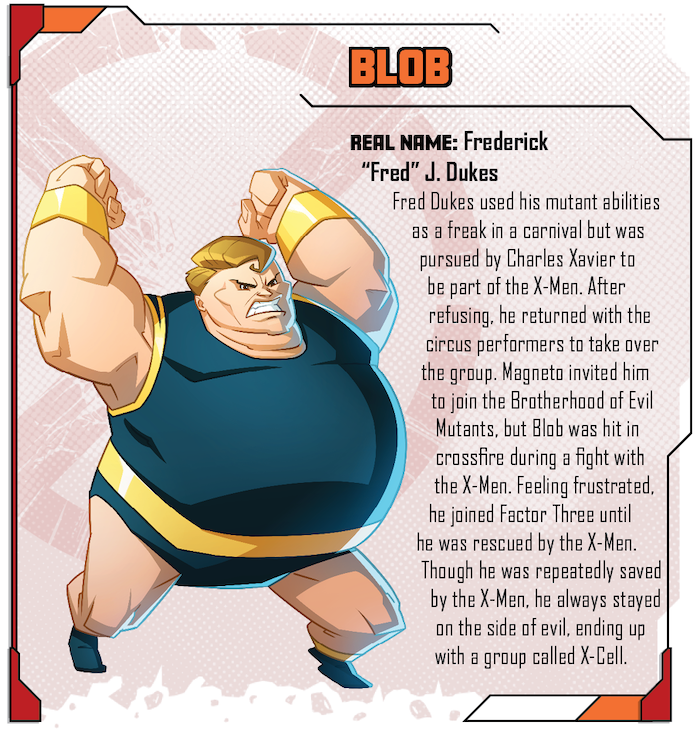 BLOB
REAL NAME: Frederick
“Fred” J. Dukes
Fred Dukes used his mutant abilities
as a freak in a carnival but was
pursued by Charles Xavier to
be part of the X-Men. After
refusing, he returned with the
circus performers to take over
the group. Magneto invited him
to join the Brotherhood of Evil
Mutants, but Blob was hit in
crossfire during a fight with
the X-Men. Feeling frustrated,
he joined Factor Three until
he was rescued by the X-Men.
Though he was repeatedly saved
by the X-Men, he always stayed
on the side of evil, ending up
with a group called X-Cell.